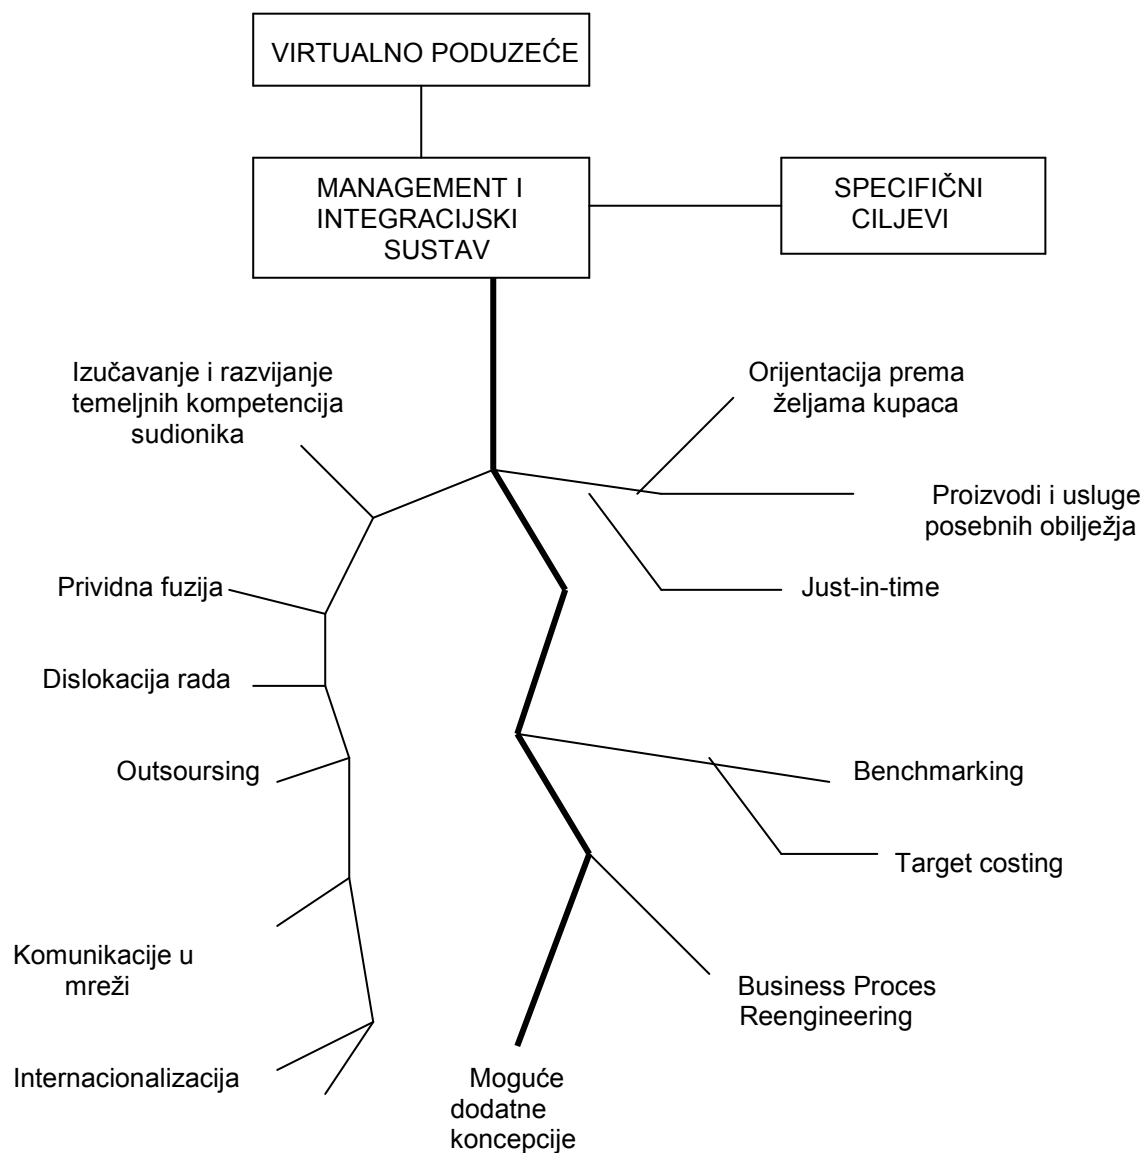 VIRTUALNO PODUZEĆE
MANAGEMENT I
INTEGRACIJSKI
SUSTAV
SPECIFIČNI
CILJEVI
Izučavanje i razvijanje
temeljnih kompetencija
sudionika
Orijentacija prema
željama kupaca
Proizvodi i usluge
posebnih obilježja
Prividna fuzija
Just-in-time
Dislokacija rada
Outsoursing
Benchmarking
Target costing
Komunikacije u
mreži
Business Proces
Reengineering
Internacionalizacija
Moguće
dodatne
koncepcije